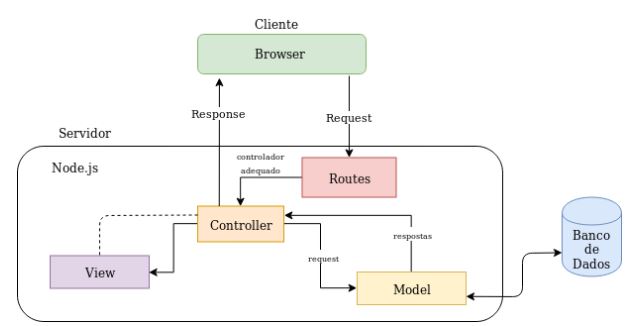 Cliente
Browser
Response
Request
Servidor
Node.js
controlador
adequado
Routes
Controller
respostas
request
View
Model
Banco
de
Dados